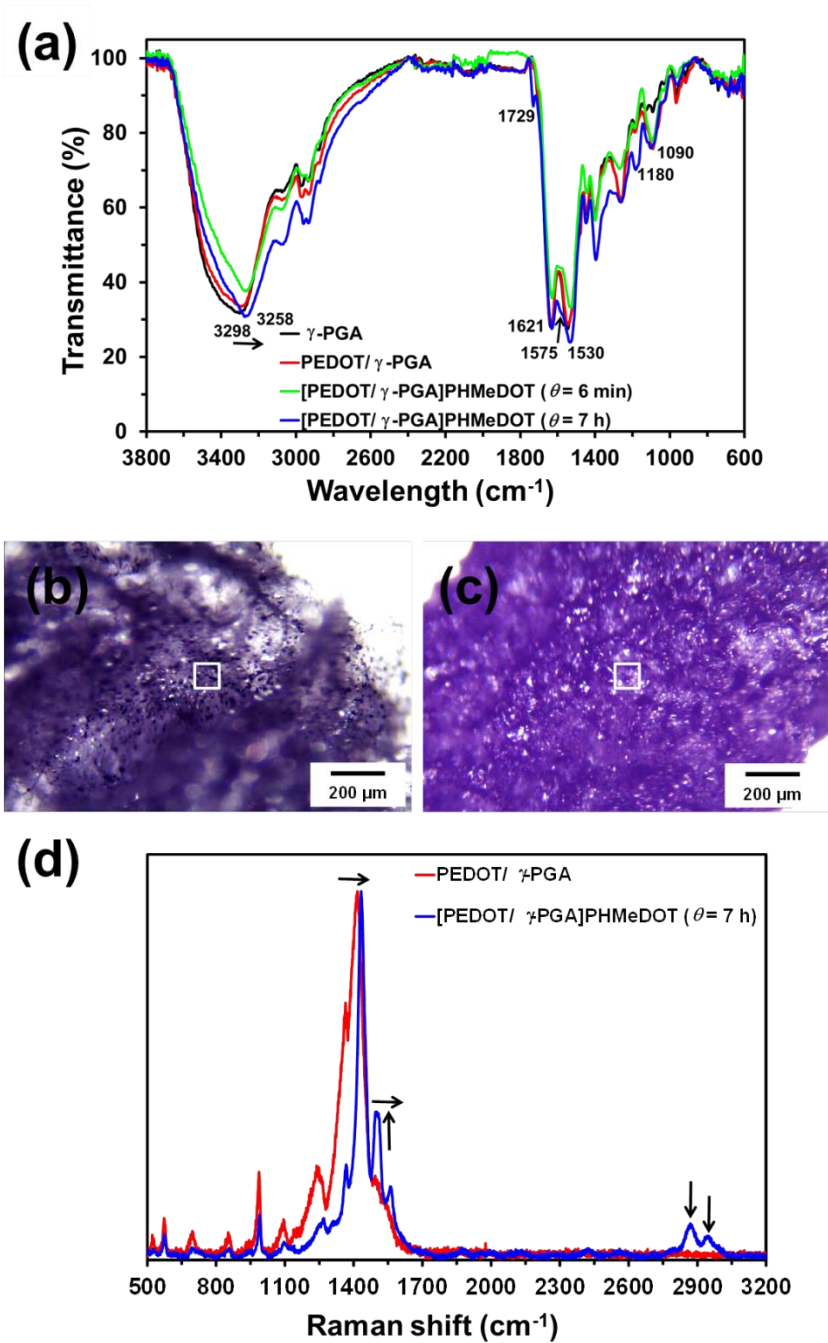 (a)
100
80
60
40
20
0
Transmittance (%)
1729
1090
1180
3298
3258
1621
1575
1530
γ-PGA
PEDOT/ γ-PGA
[PEDOT/ γ-PGA]PHMeDOT (θ= 6 min)
[PEDOT/ γ-PGA]PHMeDOT (θ= 7 h)
3800 3400 3000 2600 2200 1800 1400 1000 600
Wavelength (cm-1)
(b)
200 µm
(c)
200 µm
(d)
PEDOT/ γ-PGA
[PEDOT/ γ-PGA]PHMeDOT (θ= 7 h)
500 800 1100 1400 1700 2000 2300 2600 2900 3200
Raman shift (cm-1)